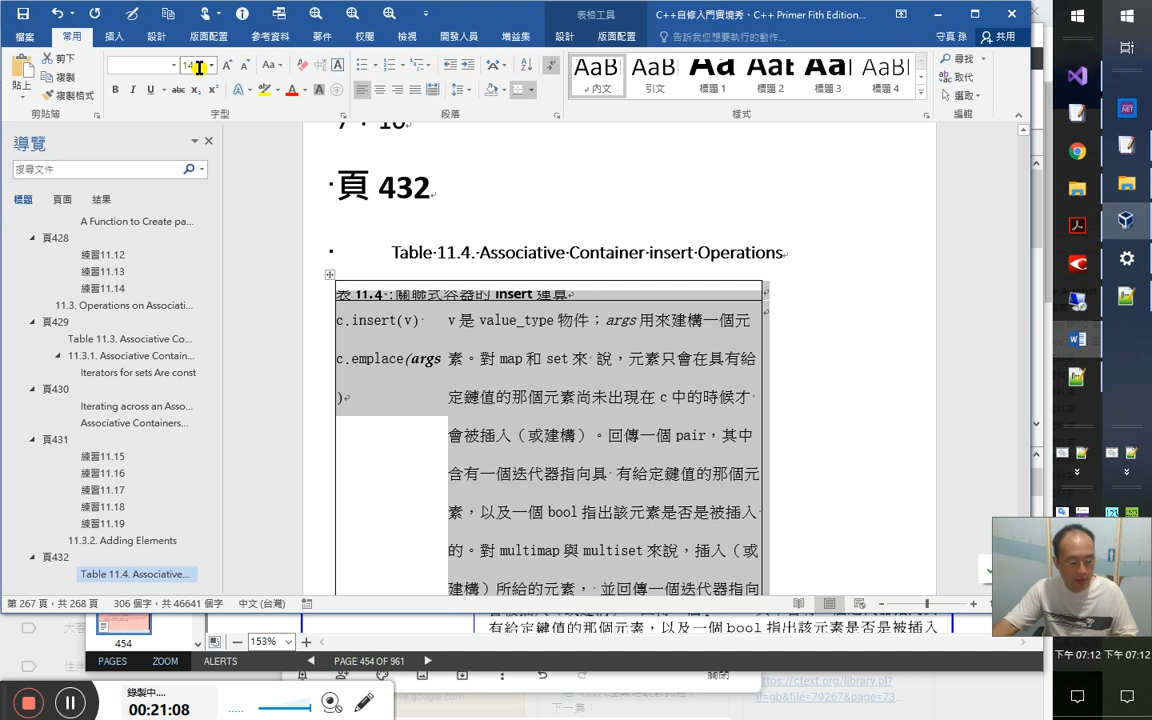 表格工具
C++自修入門實境秀、C++ Primer Fith Edition...
檔案 常用 插入 設計 版面配置 參考資料 郵件 校閱 檢視 開發人員 增益集 設計 版面配置 告訴我您想要執行的動作... 守真 孫 共用
貼上 剪下 複製 複製格式
剪貼簿 字型 段落 樣式 編輯
AaBb 內文
AaBb 引文
AaB 標題 1
AaB 標題 2
AaBl 標題 3
AaBb( 標題 4
尋找
取代
選取
導覽
搜尋文件
標題 頁面 結果
A Function to Create pa...
頁428
練習11.12
練習11.13
練習11.14
11.3. Operations on Associati...
頁429
Table 11.3. Associative Co...
11.3.1. Associative Contain...
Iterators for sets Are const
頁430
Iterating across an Asso...
Associative Containers...
頁431
練習11.15
練習11.16
練習11.17
練習11.18
練習11.19
11.3.2. Adding Elements
頁432
Table 11.4. Associative...
7：10
頁 432
Table 11.4. Associative Container insert Operations
表 11.4 :關聯式容器的 insert 運算
c.insert(v)
c.emplace(args
)
v 是 value_type 物件；args 用來建構一個元
素。對 map 和 set 來 說，元素只會在具有給
定鍵值的那個元素尚未出現在 c 中的時候才
會被插入（或建構）。回傳一個 pair，其中
含有一個迭代器指向具 有給定鍵值的那個元
素，以及一個 bool 指出該元素是否是被插入
的。對 multimap 與 multiset 來說，插入（或
建構）所給的元素， 並回傳一個迭代器指向
第 267 頁，共 268 頁 306 個字，共 46641 個字 中文 (台灣)
有給定鍵值的那個元素，以及一個 bool 指出該元素是否是被插入
454
153%
PAGES ZOOM ALERTS PAGE 454 OF 961
錄製中...
00:21:08
https://ctext.org/library.pl?
if=gb&file=79267&page=73...
下一集：
關閉
下午 07:12 下午 07:12